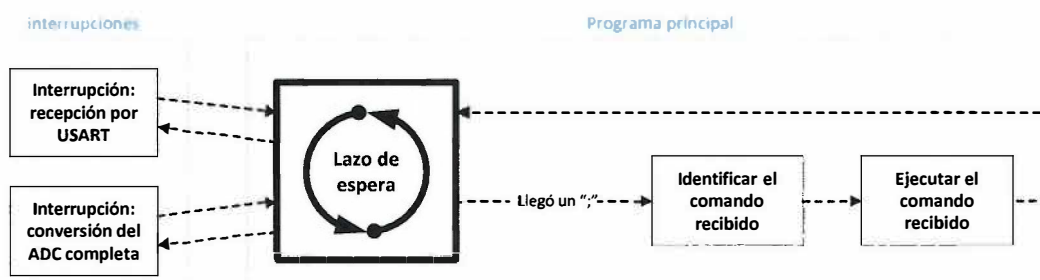 interrupciones
Programa principal
Interrupción:
recepción por
USART
Lazo de
espera
Llegó un ";"
Identificar el
comando
recibido
Ejecutar el
comando
recibido
Interrupción:
conversión del
ADC completa